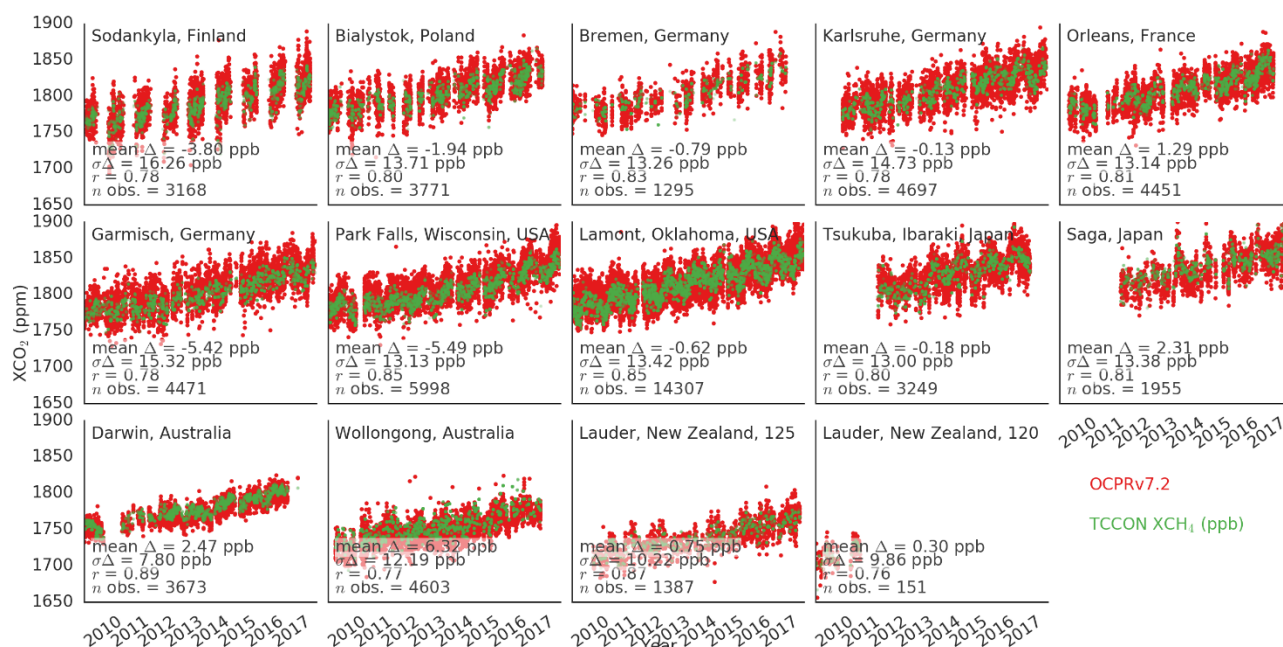 1900
1850
1800
1750
1700
1650
Sodankyla, Finland
mean Δ = -3.80 ppb
σΔ = 16.26 ppb
r = 0.78
n obs. = 3168
Bialystok, Poland
mean Δ = -1.94 ppb
σΔ = 13.71 ppb
r = 0.80
n obs. = 3771
Bremen, Germany
mean Δ = -0.79 ppb
σΔ = 13.26 ppb
r = 0.83
n obs. = 1295
Karlsruhe, Germany
mean Δ = -0.13 ppb
σΔ = 14.73 ppb
r = 0.78
n obs. = 4697
Orleans, France
mean Δ = 1.29 ppb
σΔ = 13.14 ppb
r = 0.81
n obs. = 4451
XCO₂ (ppm)
1900
1850
1800
1750
1700
1650
Garmisch, Germany
mean Δ = -5.42 ppb
σΔ = 15.32 ppb
r = 0.78
n obs. = 4471
Park Falls, Wisconsin, USA
mean Δ = -5.49 ppb
σΔ = 13.13 ppb
r = 0.85
n obs. = 5998
Lamont, Oklahoma, USA
mean Δ = -0.62 ppb
σΔ = 13.42 ppb
r = 0.85
n obs. = 14307
Tsukuba, Ibaraki, Japan
mean Δ = -0.18 ppb
σΔ = 13.00 ppb
r = 0.80
n obs. = 3249
Saga, Japan
mean Δ = 2.31 ppb
σΔ = 13.38 ppb
r = 0.81
n obs. = 1955
2010 2011 2012 2013 2014 2015 2016 2017
1900
1850
1800
1750
1700
1650
Darwin, Australia
mean Δ = 2.47 ppb
σΔ = 7.80 ppb
r = 0.89
n obs. = 3673
Wollongong, Australia
mean Δ = 6.32 ppb
σΔ = 12.19 ppb
r = 0.77
n obs. = 4603
Lauder, New Zealand, 125
mean Δ = 0.75 ppb
σΔ = 10.22 ppb
r = 0.87
n obs. = 1387
Lauder, New Zealand, 120
mean Δ = 0.30 ppb
σΔ = 9.86 ppb
r = 0.76
n obs. = 151
OCPRv7.2
TCCON XCH₄ (ppb)
2010 2011 2012 2013 2014 2015 2016 2017
2010 2011 2012 2013 2014 2015 2016 2017
2010 2011 2012 2013 2014 2015 2016 2017
2010 2011 2012 2013 2014 2015 2016 2017
Year